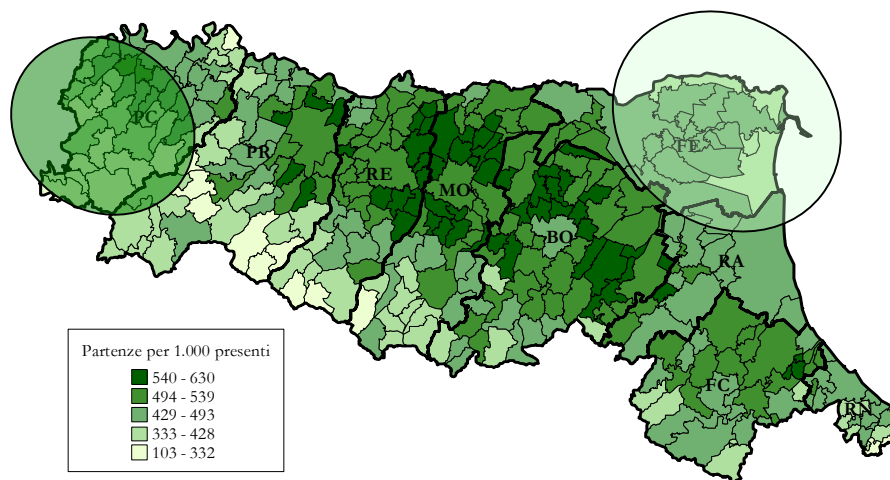 PC
PR
RE
MO
BO
FE
RA
FC
RN
Partenze per 1.000 presenti
540 - 630
494 - 539
429 - 493
333 - 428
103 - 332